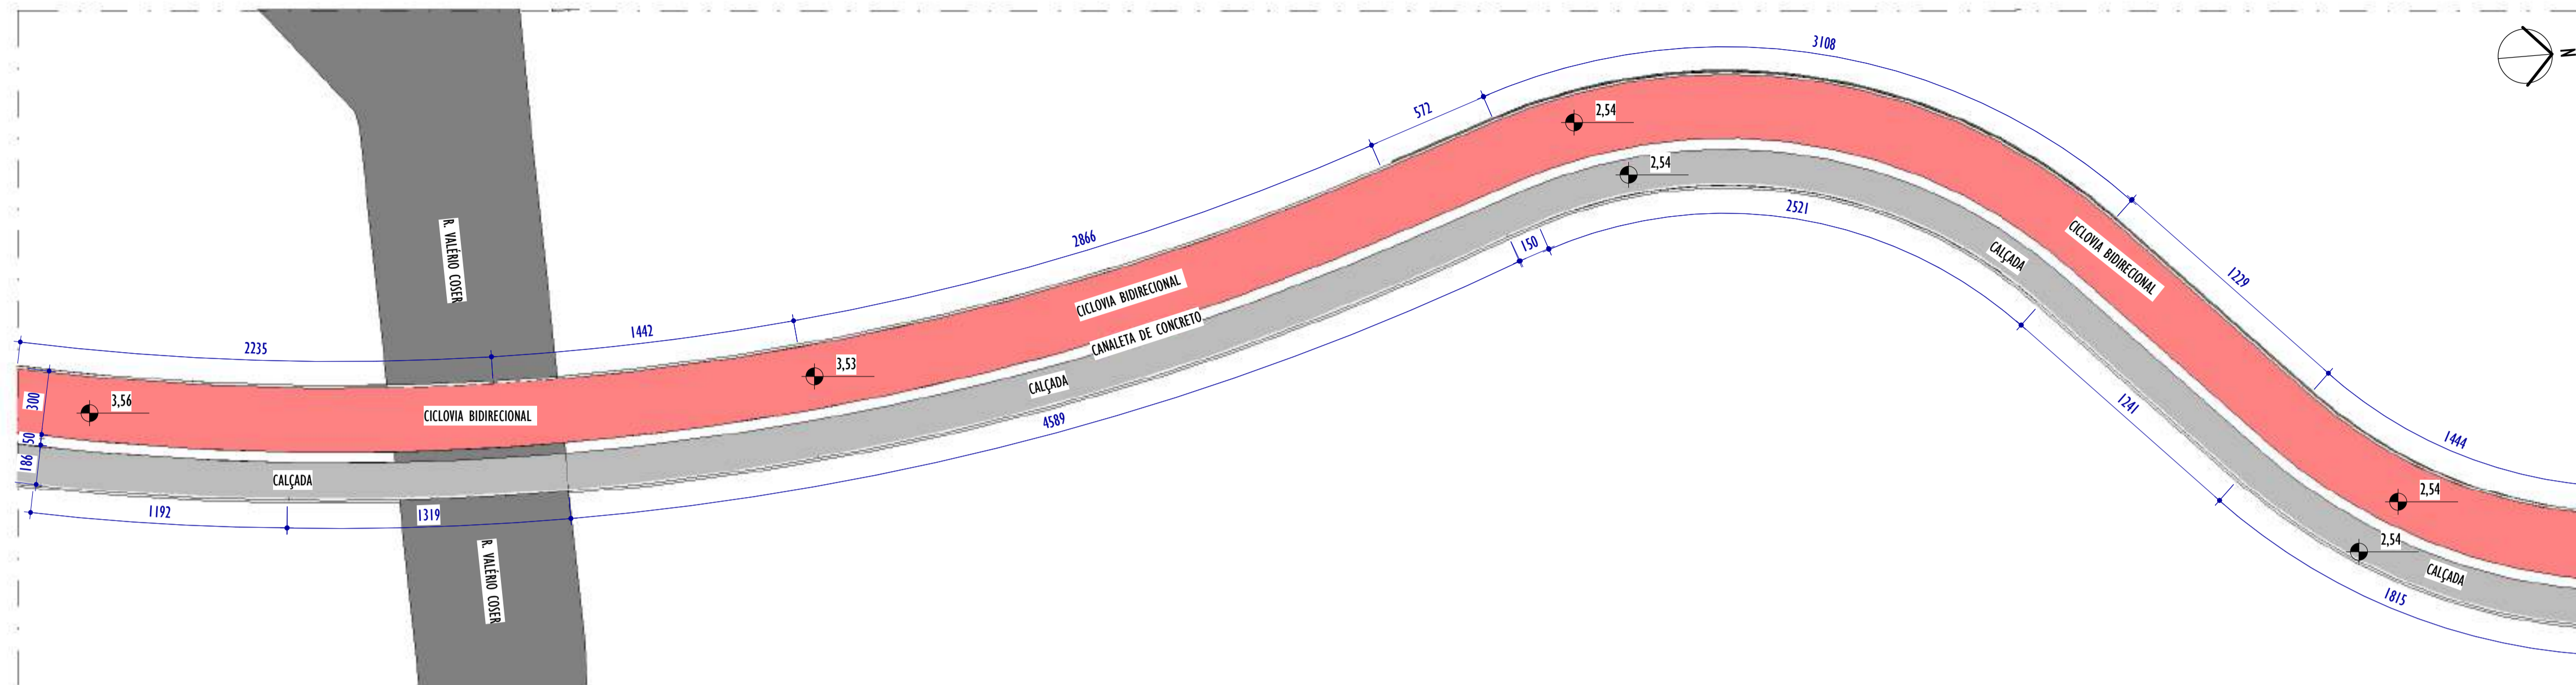 3108
N
572
2,54
2,54
2521
CALÇADA
CICLOVIA BIDIRECIONAL
R. VALÉRIO COSER
2866
150
1229
CICLOVIA BIDIRECIONAL
CANALETA DE CONCRETO
2235
1442
3,53
CALÇADA
4589
1241
300
3,56
CICLOVIA BIDIRECIONAL
50
186
CALÇADA
1444
2,54
1192
1319
R. VALÉRIO COSER
2,54
CALÇADA
1815